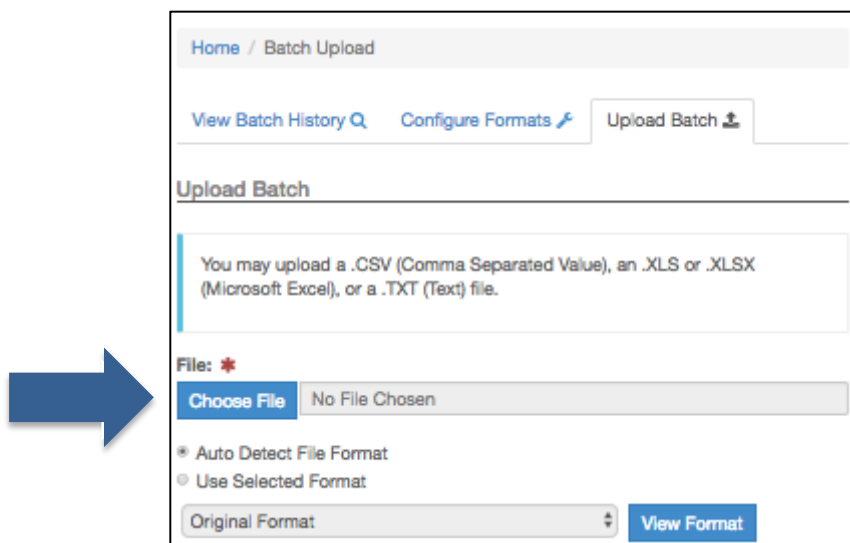 Home / Batch Upload
View Batch History Configure Formats Upload Batch
Upload Batch
You may upload a .CSV (Comma Separated Value), an .XLS or .XLSX
(Microsoft Excel), or a .TXT (Text) file.
File: *
Choose File No File Chosen
Auto Detect File Format
Use Selected Format
Original Format View Format